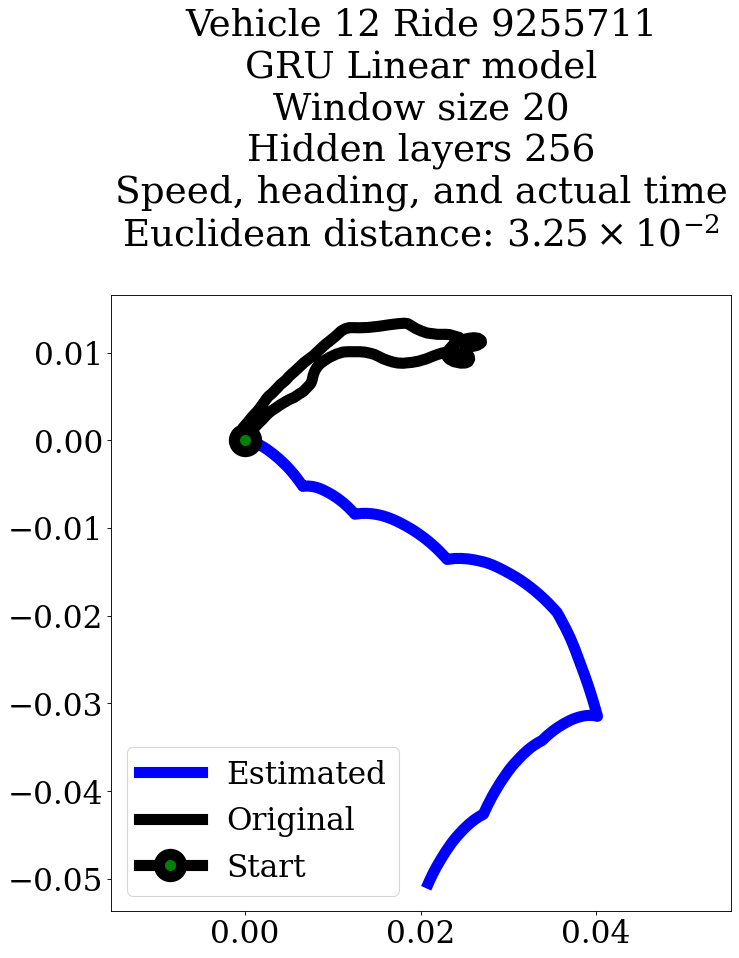 Vehicle 12 Ride 9255711
GRU Linear model
Window size 20
Hidden layers 256
Speed, heading, and actual time
Euclidean distance: 3.25 × 10⁻²
0.01
0.00
−0.01
−0.02
−0.03
−0.04
−0.05
Estimated
Original
Start
0.00 0.02 0.04